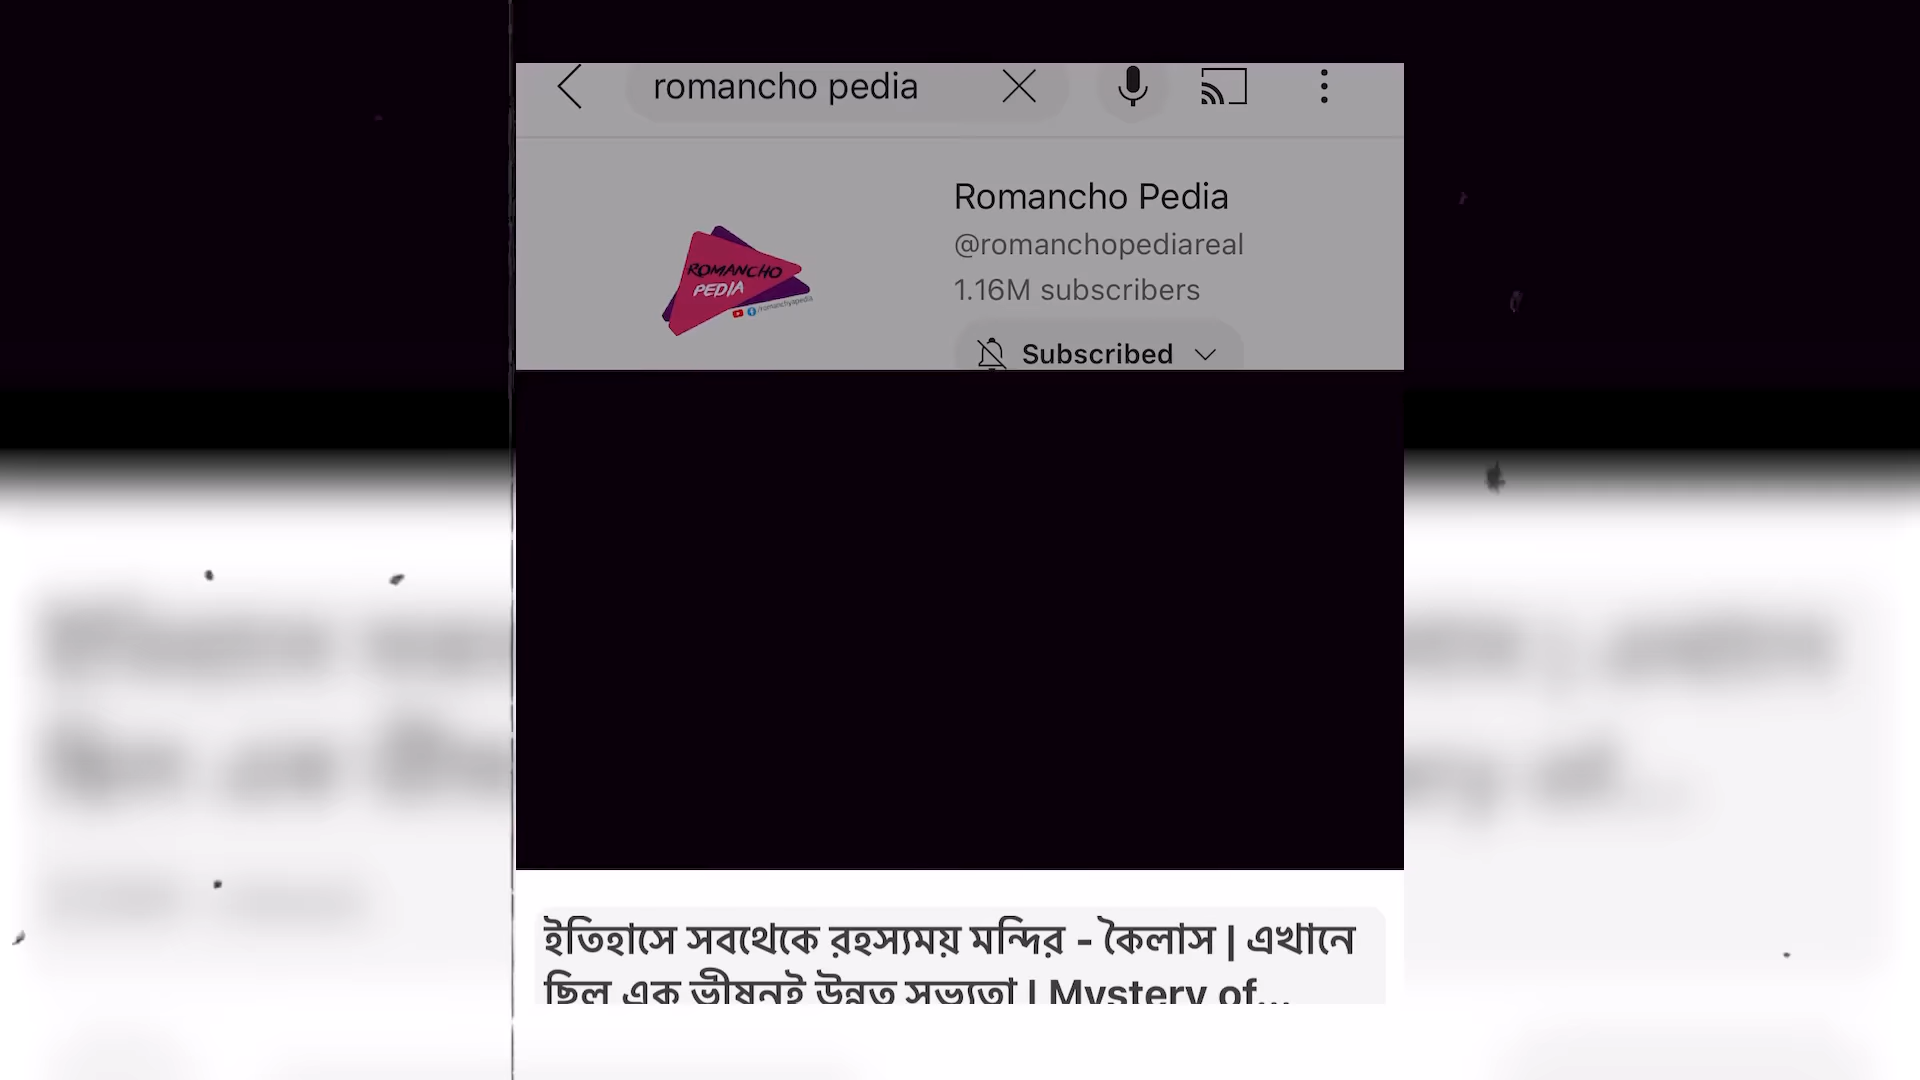 romancho pedia
Romancho Pedia
@romanchopediareal
1.16M subscribers
ROMANCHO
PEDIA
/romanchyapedia
Subscribed
ইতিহাসে সবথেকে রহস্যময় মন্দির - কৈলাস | এখানে
ছিল এক ভীষনই উন্নত সভ্যতা | Mystery of...